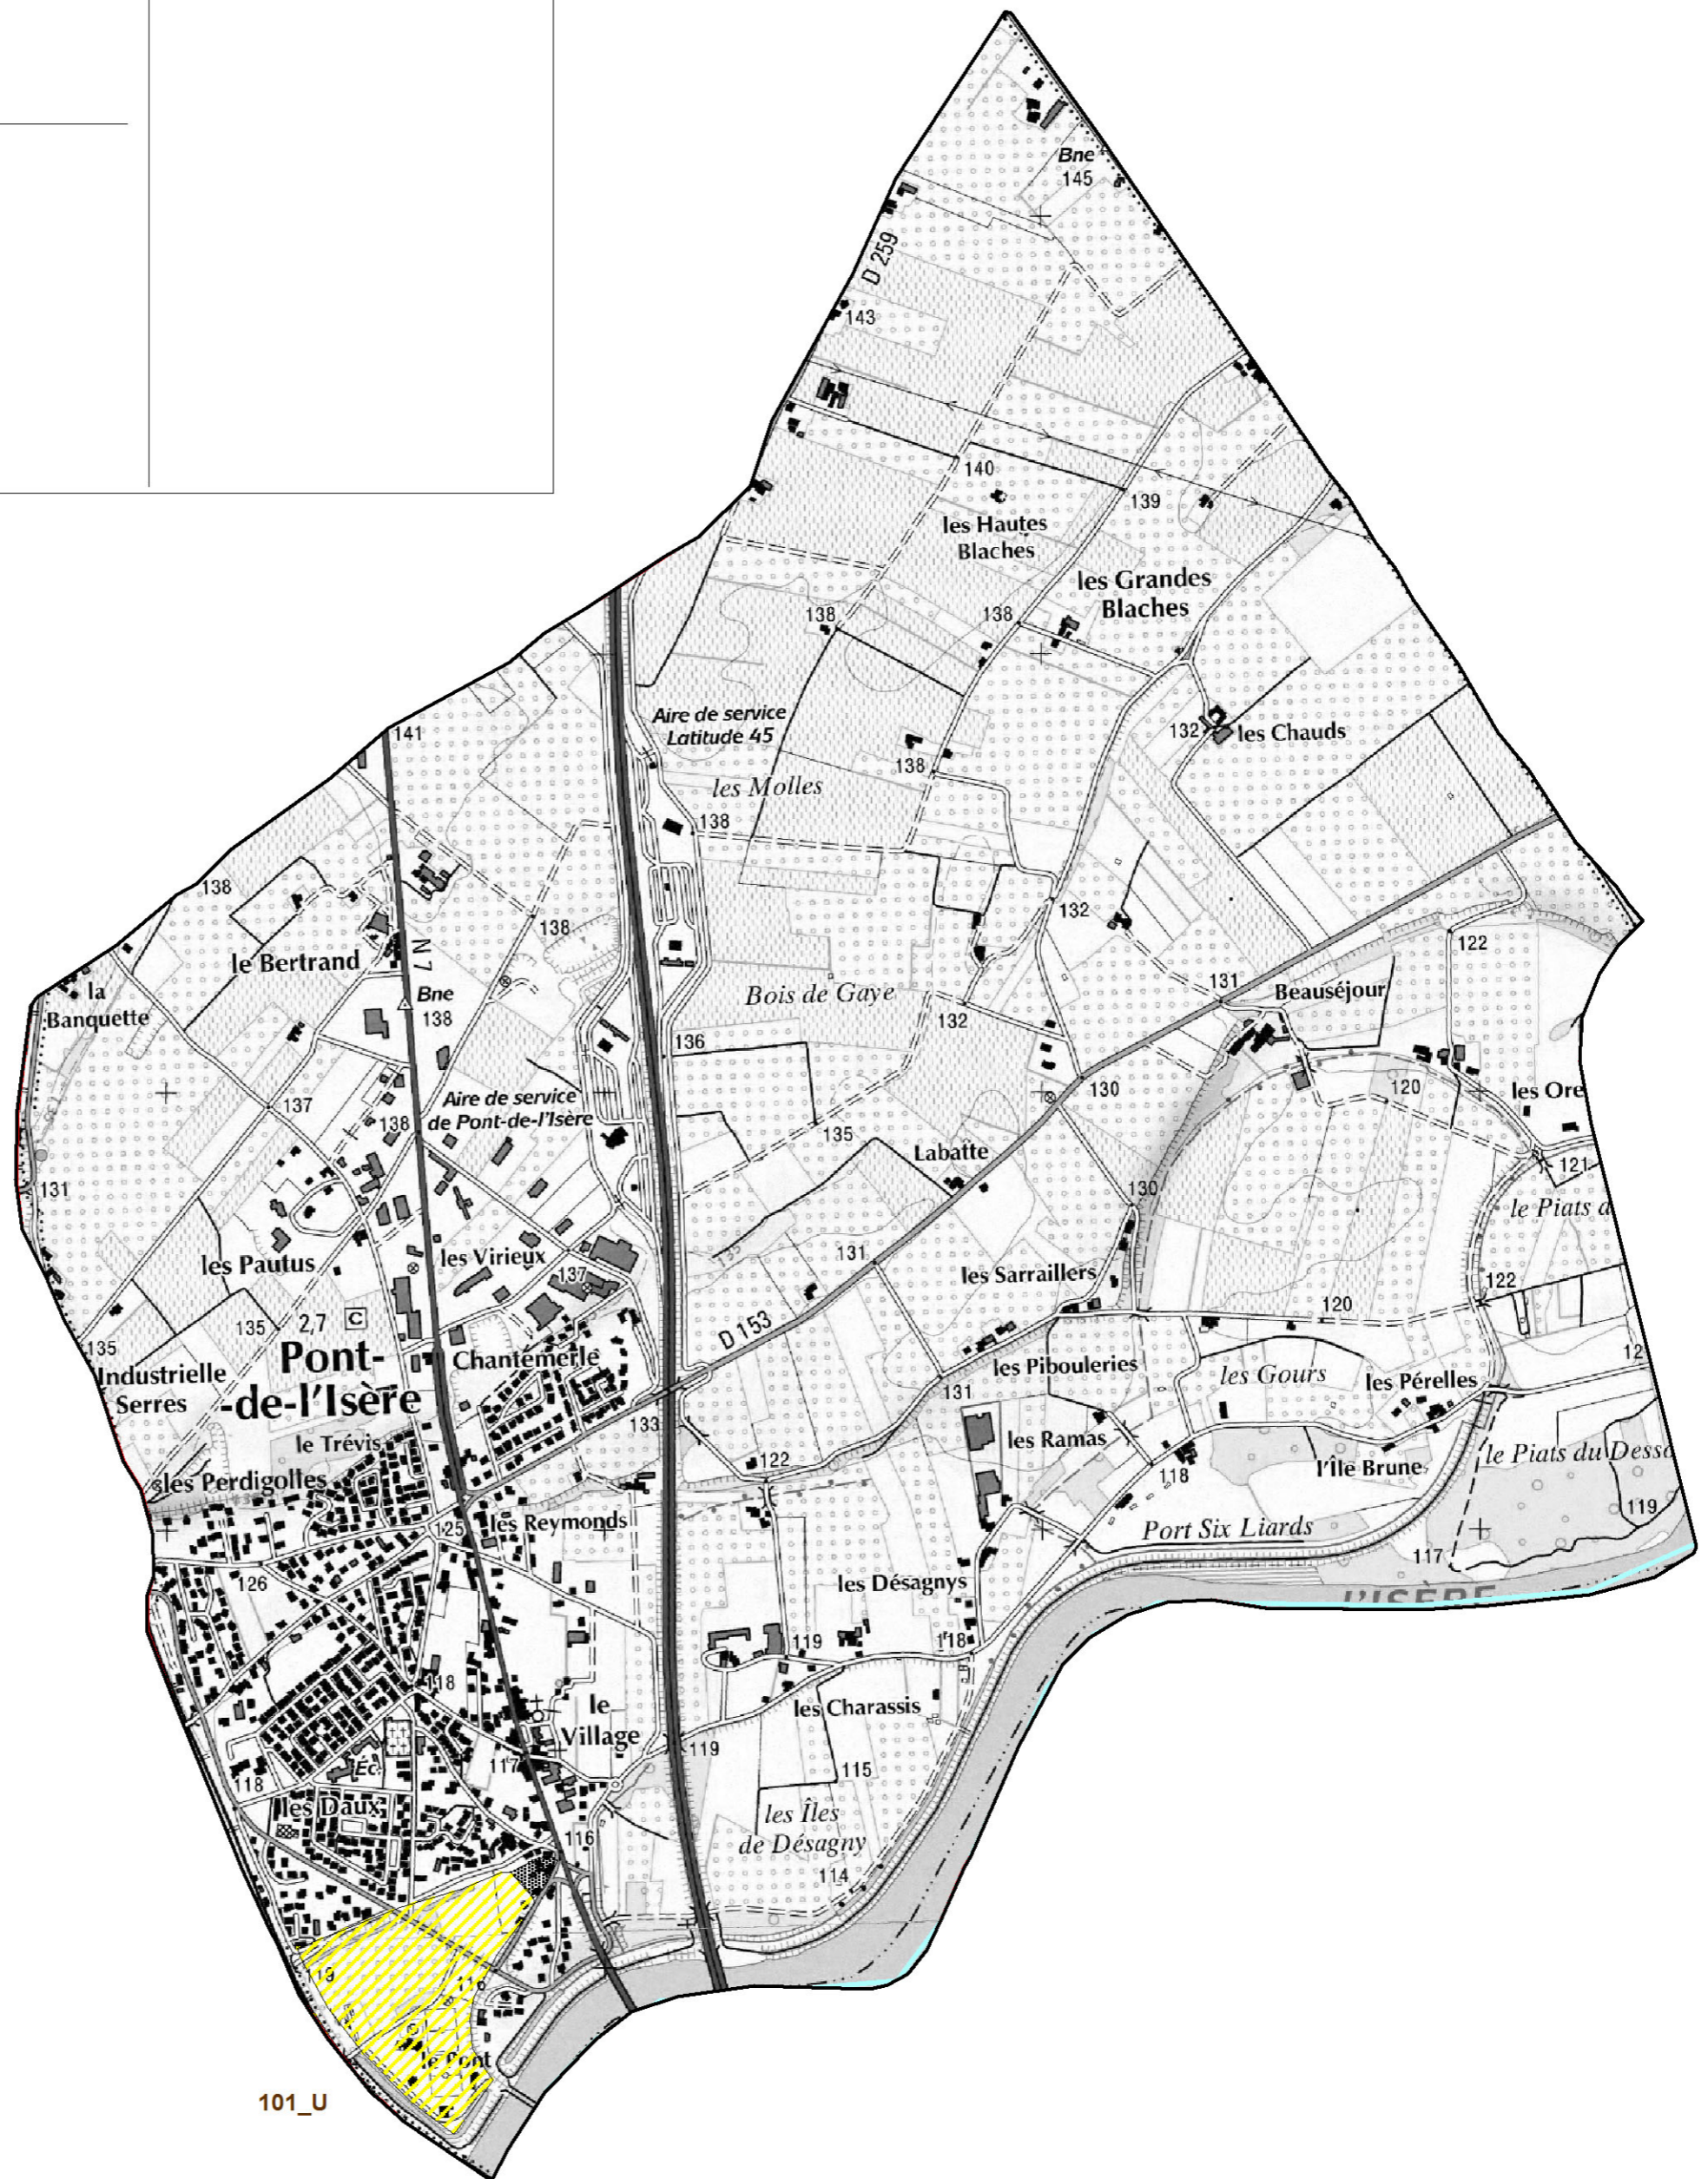 Bne
145
D 259
143
140
139
les Hautes
Blaches
les Grandes
Blaches
138
138
Aire de service
Latitude 45
141
132
les Chauds
138
les Molles
138
138
138
132
122
le Bertrand
N 7
la
Banquette
Bne
138
Bois de Gaye
131
Beauséjour
132
136
130
120
les Ore
137
Aire de service
de Pont-de-l'Isère
138
135
Labatte
121
131
130
le Piats d
les Pautus
les Virieux
131
137
les Sarraillers
122
120
2,7
C
135
D 153
135
Pont-
-de-l'Isère
Chantemerle
les Pibouleries
12
Industrielle
Serres
les Gours
les Pérelles
131
133
le Trévis
les Ramas
le Piats du Desso
122
les Perdigolles
118
l'Île Brune
119
125
les Reymonds
Port Six Liards
117
126
les Désagnys
L'ISÈRE
119
118
118
le
Village
les Charassis
119
117
Éc.
115
118
les Daux
les Îles
de Désagny
116
114
119
116
le Pont
101_U